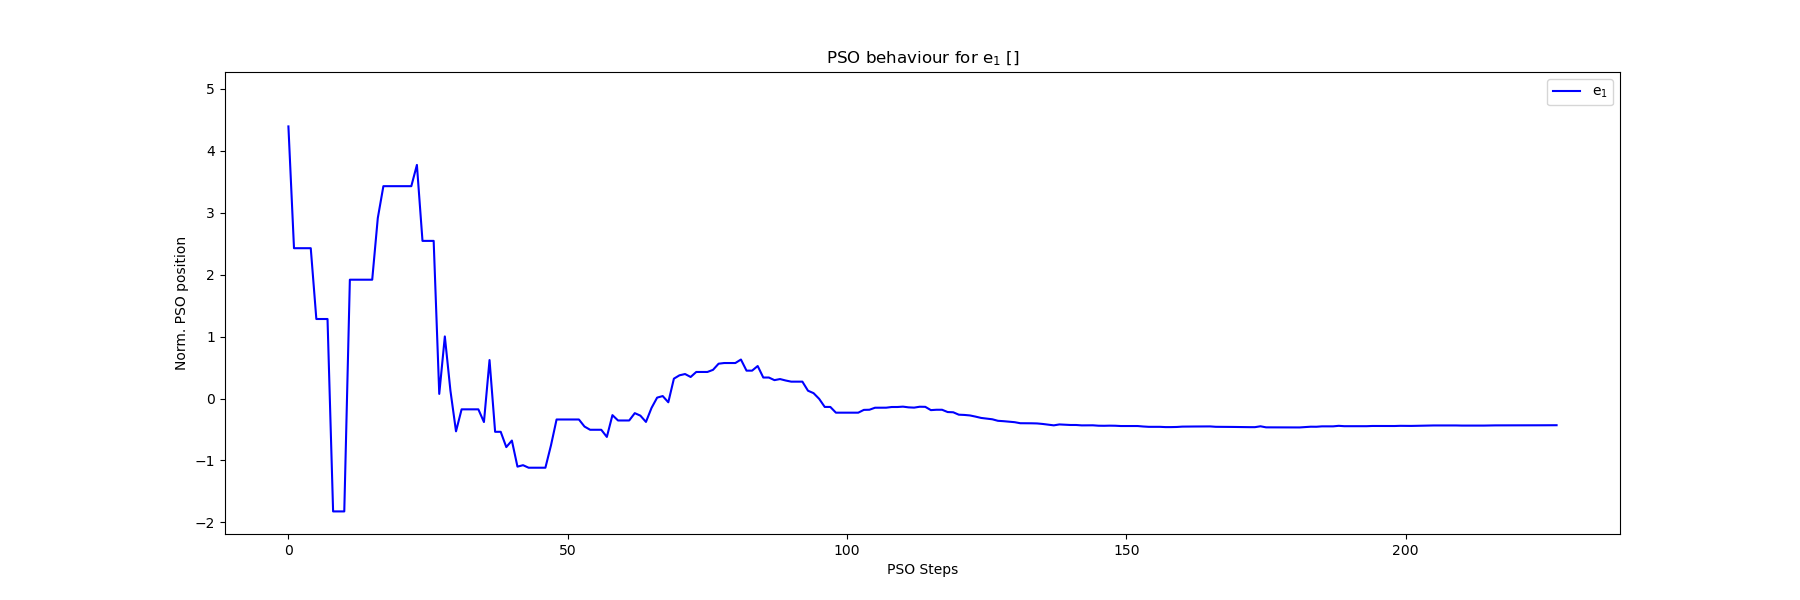 PSO behaviour for e₁ []
e₁
Norm. PSO position
5
4
3
2
1
0
−1
−2
0 50 100 150 200
PSO Steps